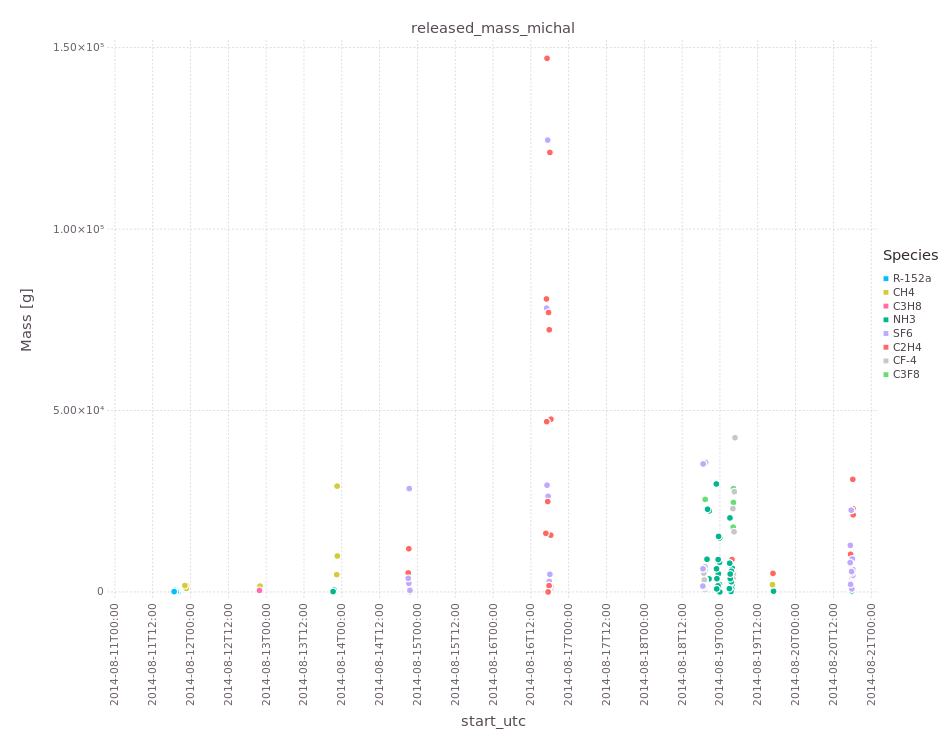 released_mass_michal
1.50×10⁵
1.00×10⁵
5.00×10⁴
0
Mass [g]
2014-08-11T00:00
2014-08-11T12:00
2014-08-12T00:00
2014-08-12T12:00
2014-08-13T00:00
2014-08-13T12:00
2014-08-14T00:00
2014-08-14T12:00
2014-08-15T00:00
2014-08-15T12:00
2014-08-16T00:00
2014-08-16T12:00
2014-08-17T00:00
2014-08-17T12:00
2014-08-18T00:00
2014-08-18T12:00
2014-08-19T00:00
2014-08-19T12:00
2014-08-20T00:00
2014-08-20T12:00
2014-08-21T00:00
start_utc
Species
R-152a
CH4
C3H8
NH3
SF6
C2H4
CF-4
C3F8